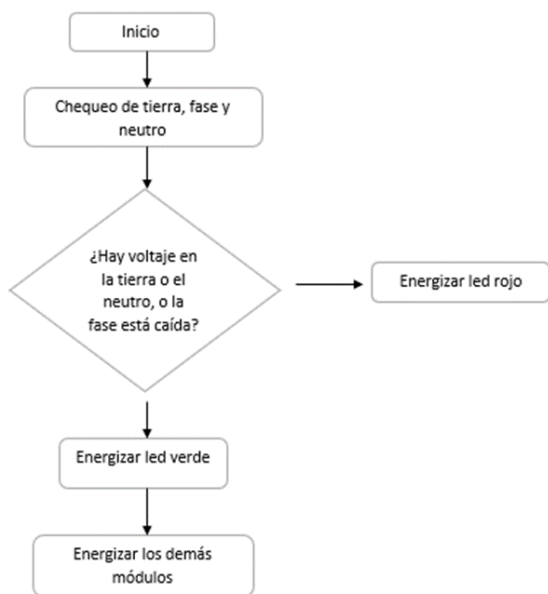 Inicio
Chequeo de tierra, fase y
neutro
¿Hay voltaje en
la tierra o el
neutro, o la
fase está caída?
Energizar led rojo
Energizar led verde
Energizar los demás
módulos